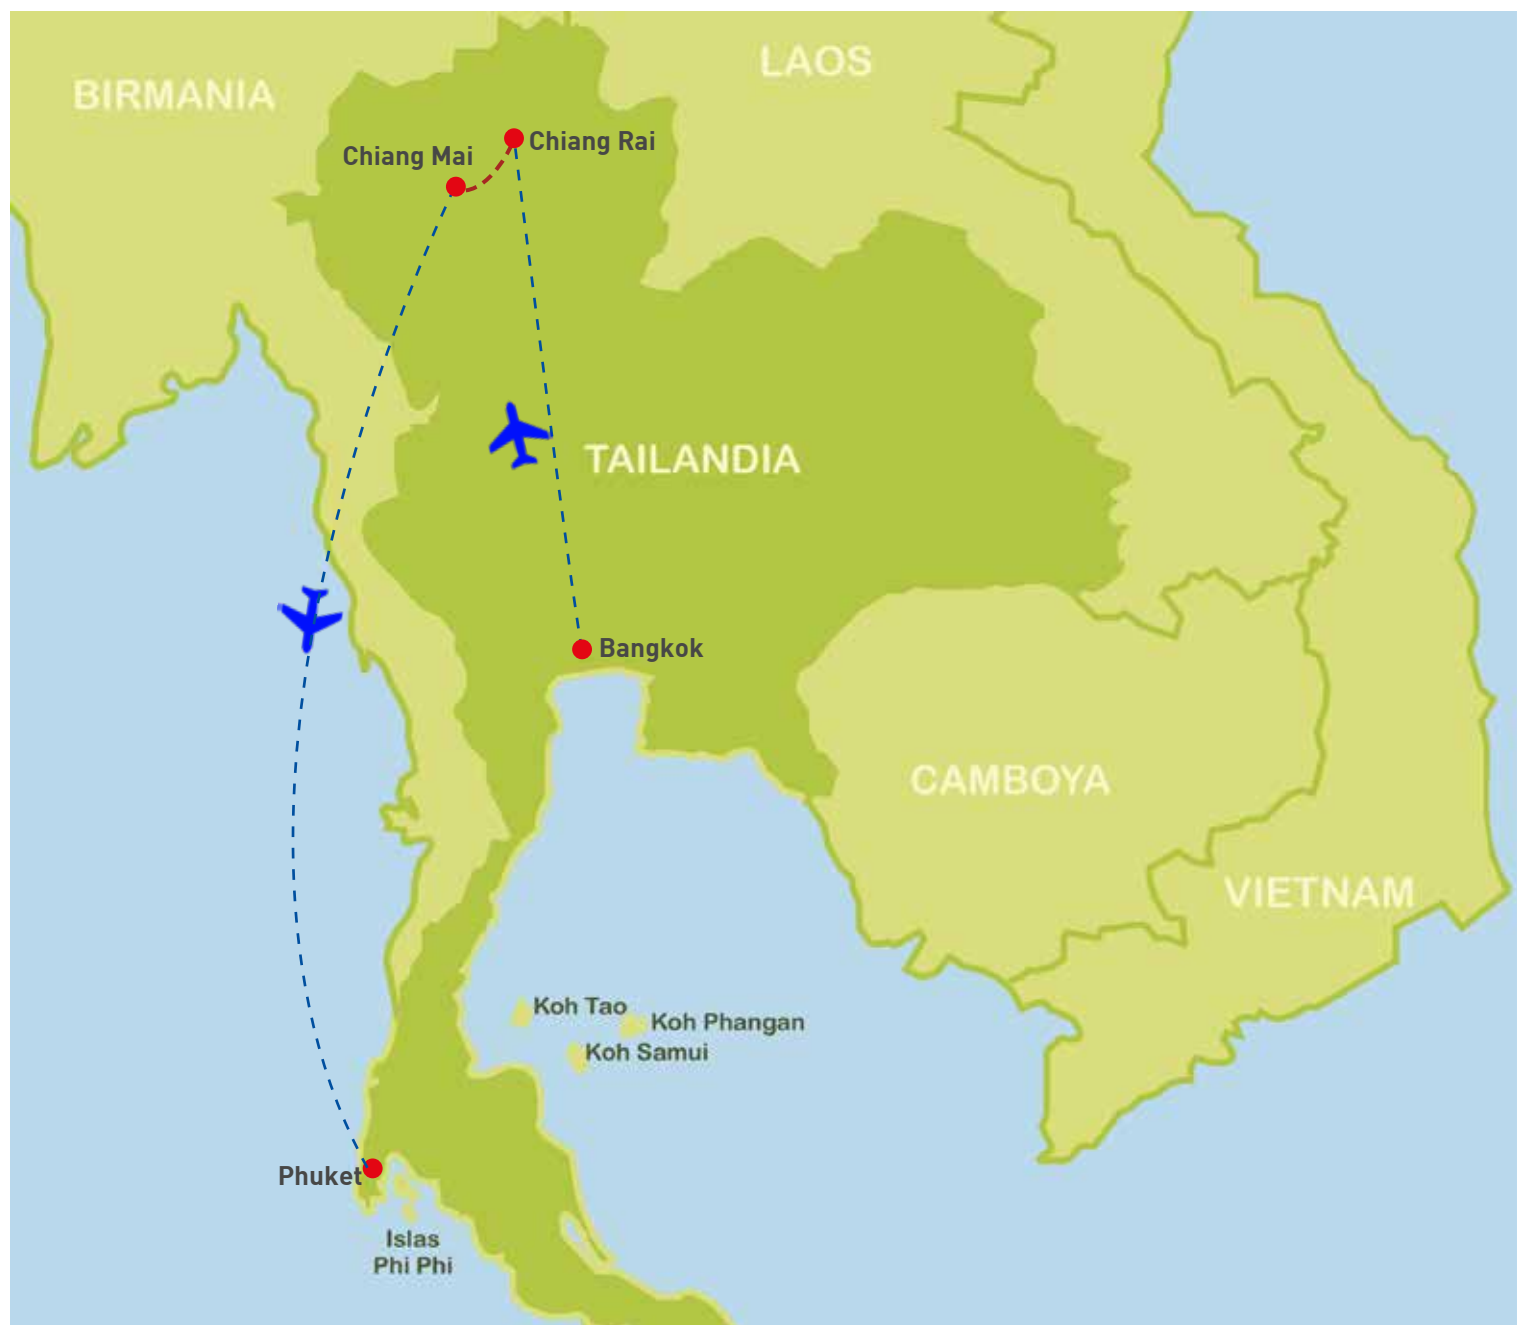 LAOS
BIRMANIA
Chiang Rai
Chiang Mai
TAILANDIA
Bangkok
CAMBOYA
VIETNAM
Koh Tao
Koh Phangan
Koh Samui
Phuket
Islas
Phi Phi